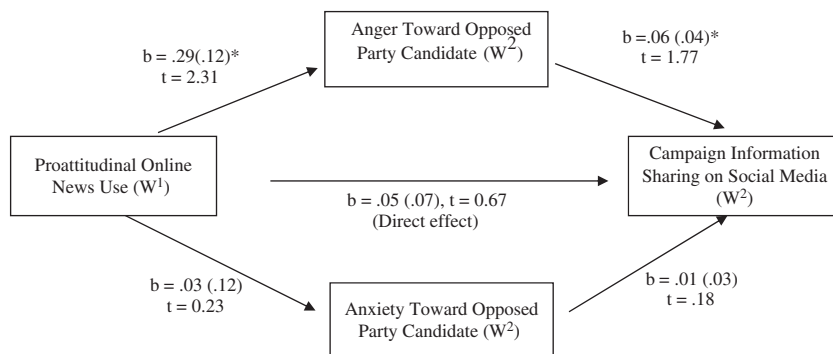 Anger Toward Opposed
Party Candidate (W²)
b = .29(.12)*
t = 2.31
b =.06 (.04)*
t = 1.77
Proattitudinal Online
News Use (W¹)
Campaign Information
Sharing on Social Media
(W²)
b = .05 (.07), t = 0.67
(Direct effect)
b = .03 (.12)
t = 0.23
b = .01 (.03)
t = .18
Anxiety Toward Opposed
Party Candidate (W²)